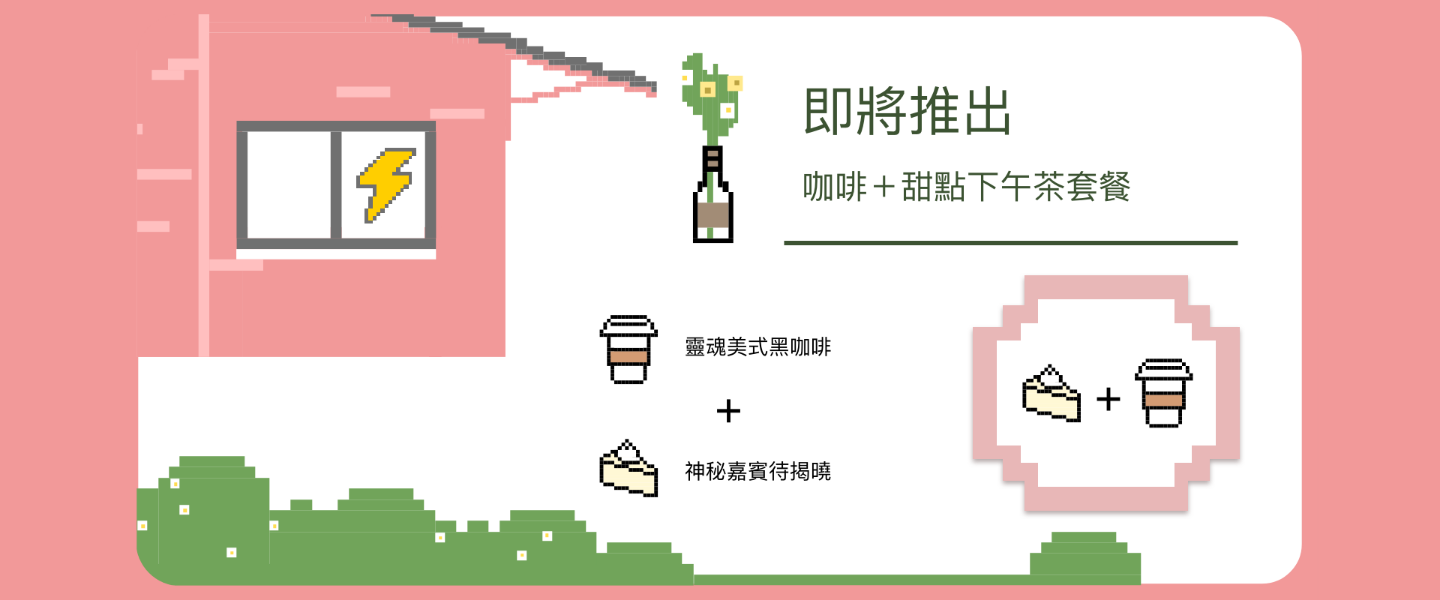 即將推出
咖啡＋甜點下午茶套餐
靈魂美式黑咖啡
+
神秘嘉賓待揭曉
+